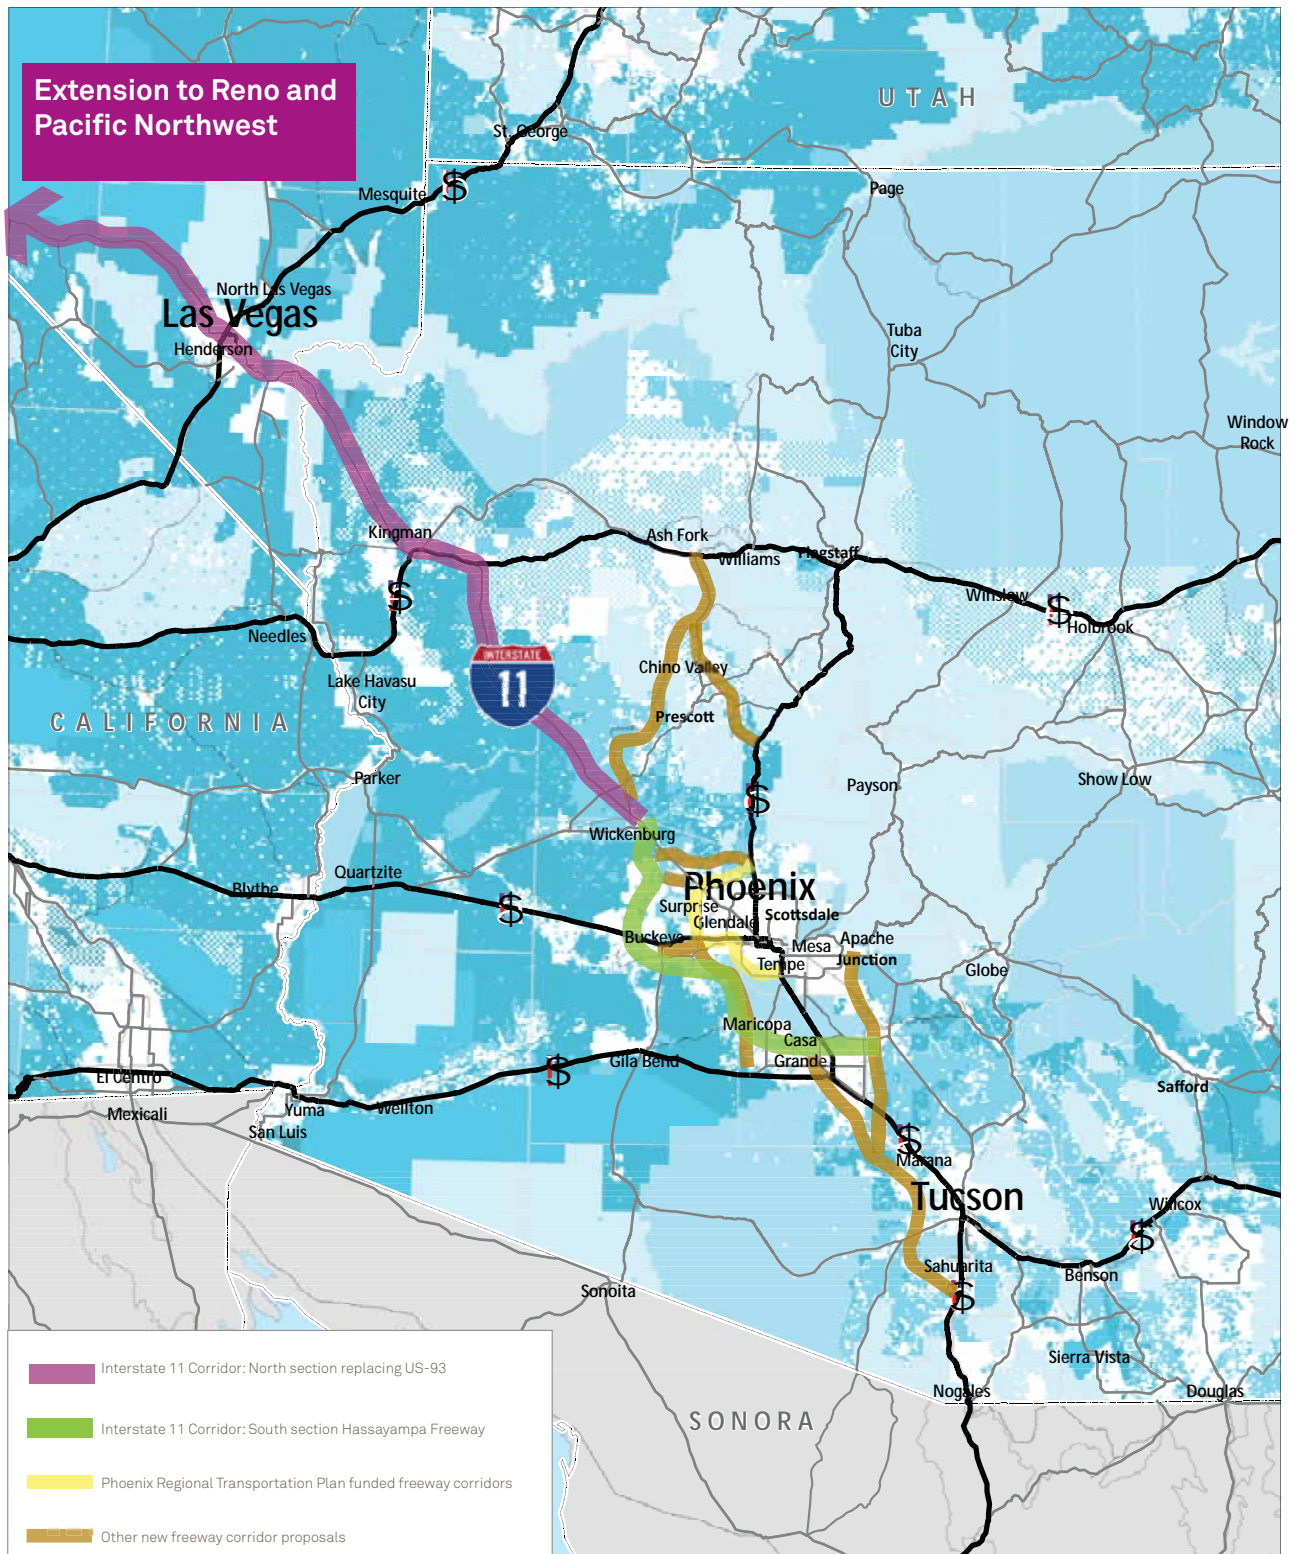 Extension to Reno and
Pacific Northwest
UTAH
St. George
Mesquite
$
Page
North Las Vegas
Las Vegas
Henderson
Tuba
City
Window
Rock
Kingman
Ash Fork
Williams
Flagstaff
$
Winslow
$
Holbrook
Needles
INTERSTATE
11
Chino Valley
Lake Havasu
City
CALIFORNIA
Prescott
Parker
$
Payson
Show Low
Wickenburg
Quartzite
Blythe
$
Phoenix
Surprise
Glendale
Scottsdale
Buckeye
Mesa
Apache
Junction
Tempe
Globe
Maricopa
Casa
Grande
Gila Bend
$
El Centro
Safford
Mexicali
Yuma
Wellton
San Luis
$
Marana
Tucson
Willcox
$
Sahuarita
Benson
$
Sonoita
Sierra Vista
Nogales
Douglas
SONORA
Interstate 11 Corridor: North section replacing US-93
Interstate 11 Corridor: South section Hassayampa Freeway
Phoenix Regional Transportation Plan funded freeway corridors
Other new freeway corridor proposals